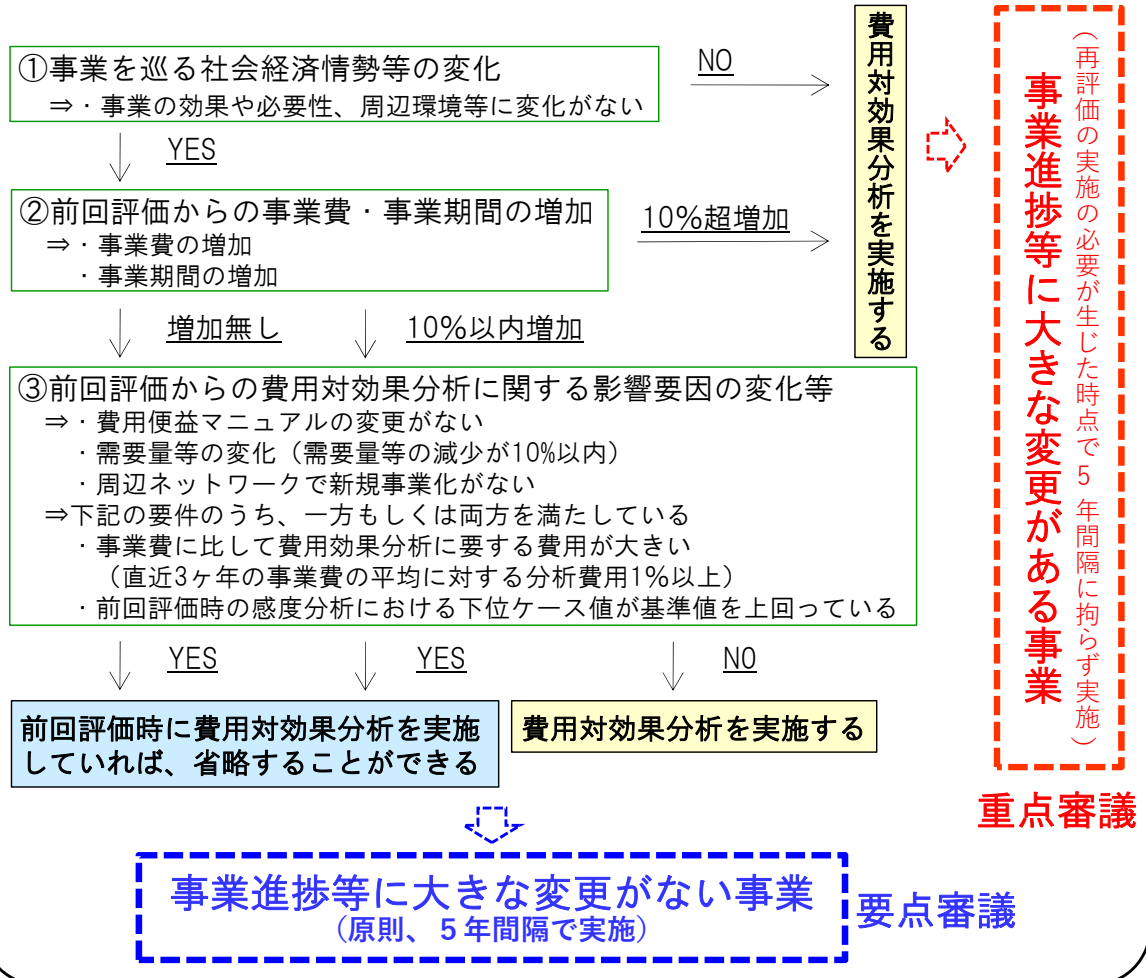 ①事業を巡る社会経済情勢等の変化
⇒・事業の効果や必要性、周辺環境等に変化がない
NO
YES
②前回評価からの事業費・事業期間の増加
⇒・事業費の増加
・事業期間の増加
10%超増加
増加無し
10%以内増加
費用対効果分析を実施する
③前回評価からの費用対効果分析に関する影響要因の変化等
⇒・費用便益マニュアルの変更がない
・需要量等の変化（需要量等の減少が10%以内）
・周辺ネットワークで新規事業化がない
⇒下記の要件のうち、一方もしくは両方を満たしている
・事業費に比して費用効果分析に要する費用が大きい
（直近3ヶ年の事業費の平均に対する分析費用1%以上）
・前回評価時の感度分析における下位ケース値が基準値を上回っている
YES
YES
NO
前回評価時に費用対効果分析を実施
していれば、省略することができる
費用対効果分析を実施する
事業進捗等に大きな変更がある事業
（再評価の実施の必要が生じた時点で5年間隔に拘らず実施）
重点審議
事業進捗等に大きな変更がない事業
(原則、５年間隔で実施)
要点審議